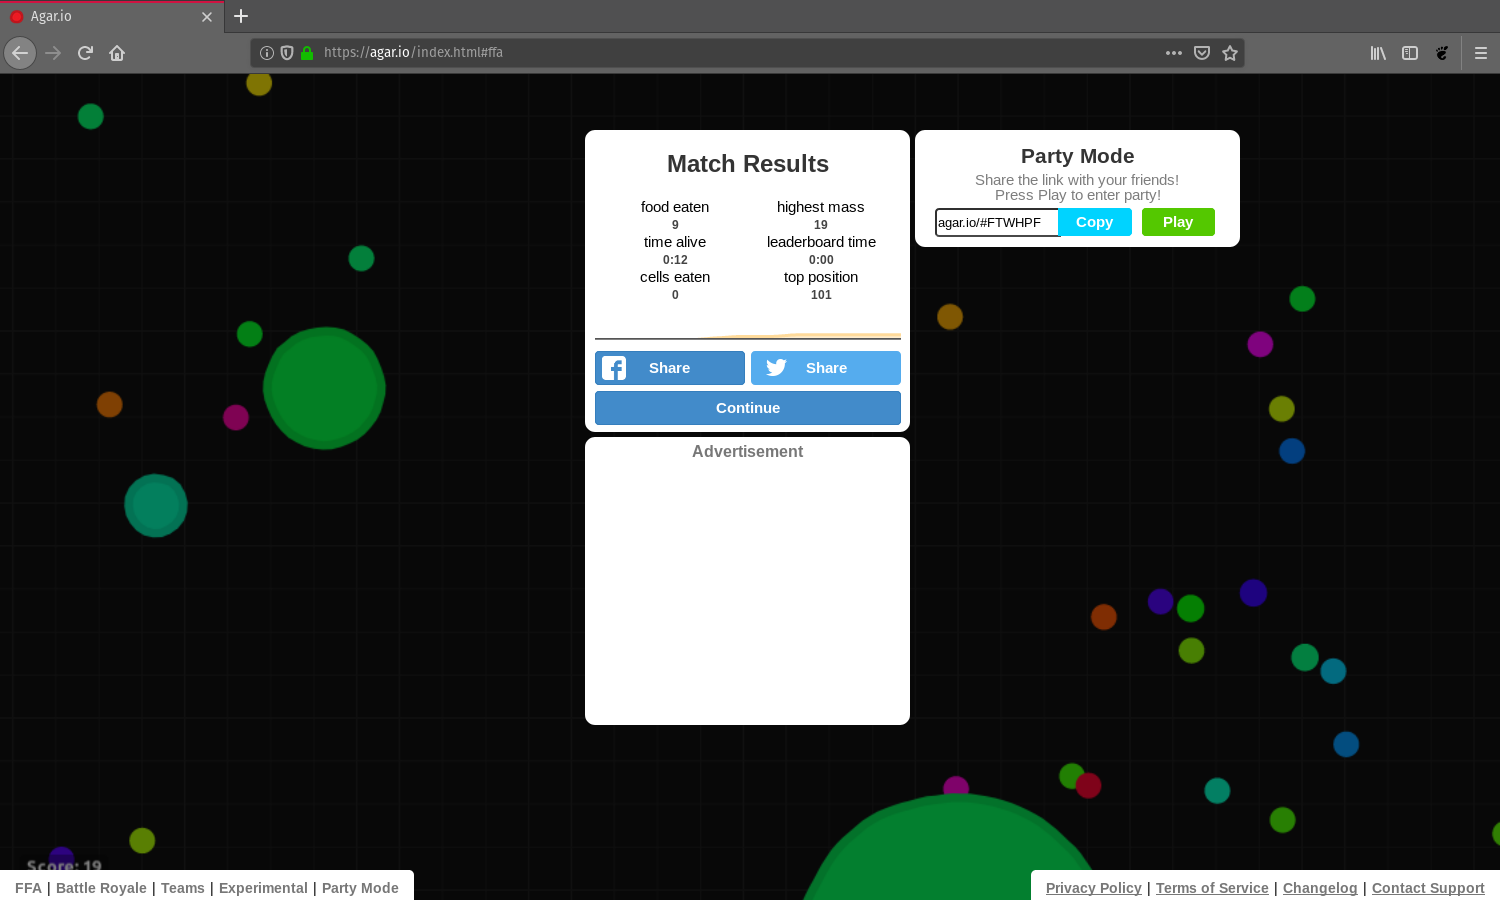 Agar.io
https://agar.io/index.html#ffa
Match Results
food eaten
9
highest mass
19
time alive
0:12
leaderboard time
0:00
cells eaten
0
top position
101
Share
Share
Continue
Advertisement
Party Mode
Share the link with your friends!
Press Play to enter party!
agar.io/#FTWHPF
Copy
Play
Score: 19
FFA | Battle Royale | Teams | Experimental | Party Mode
Privacy Policy | Terms of Service | Changelog | Contact Support